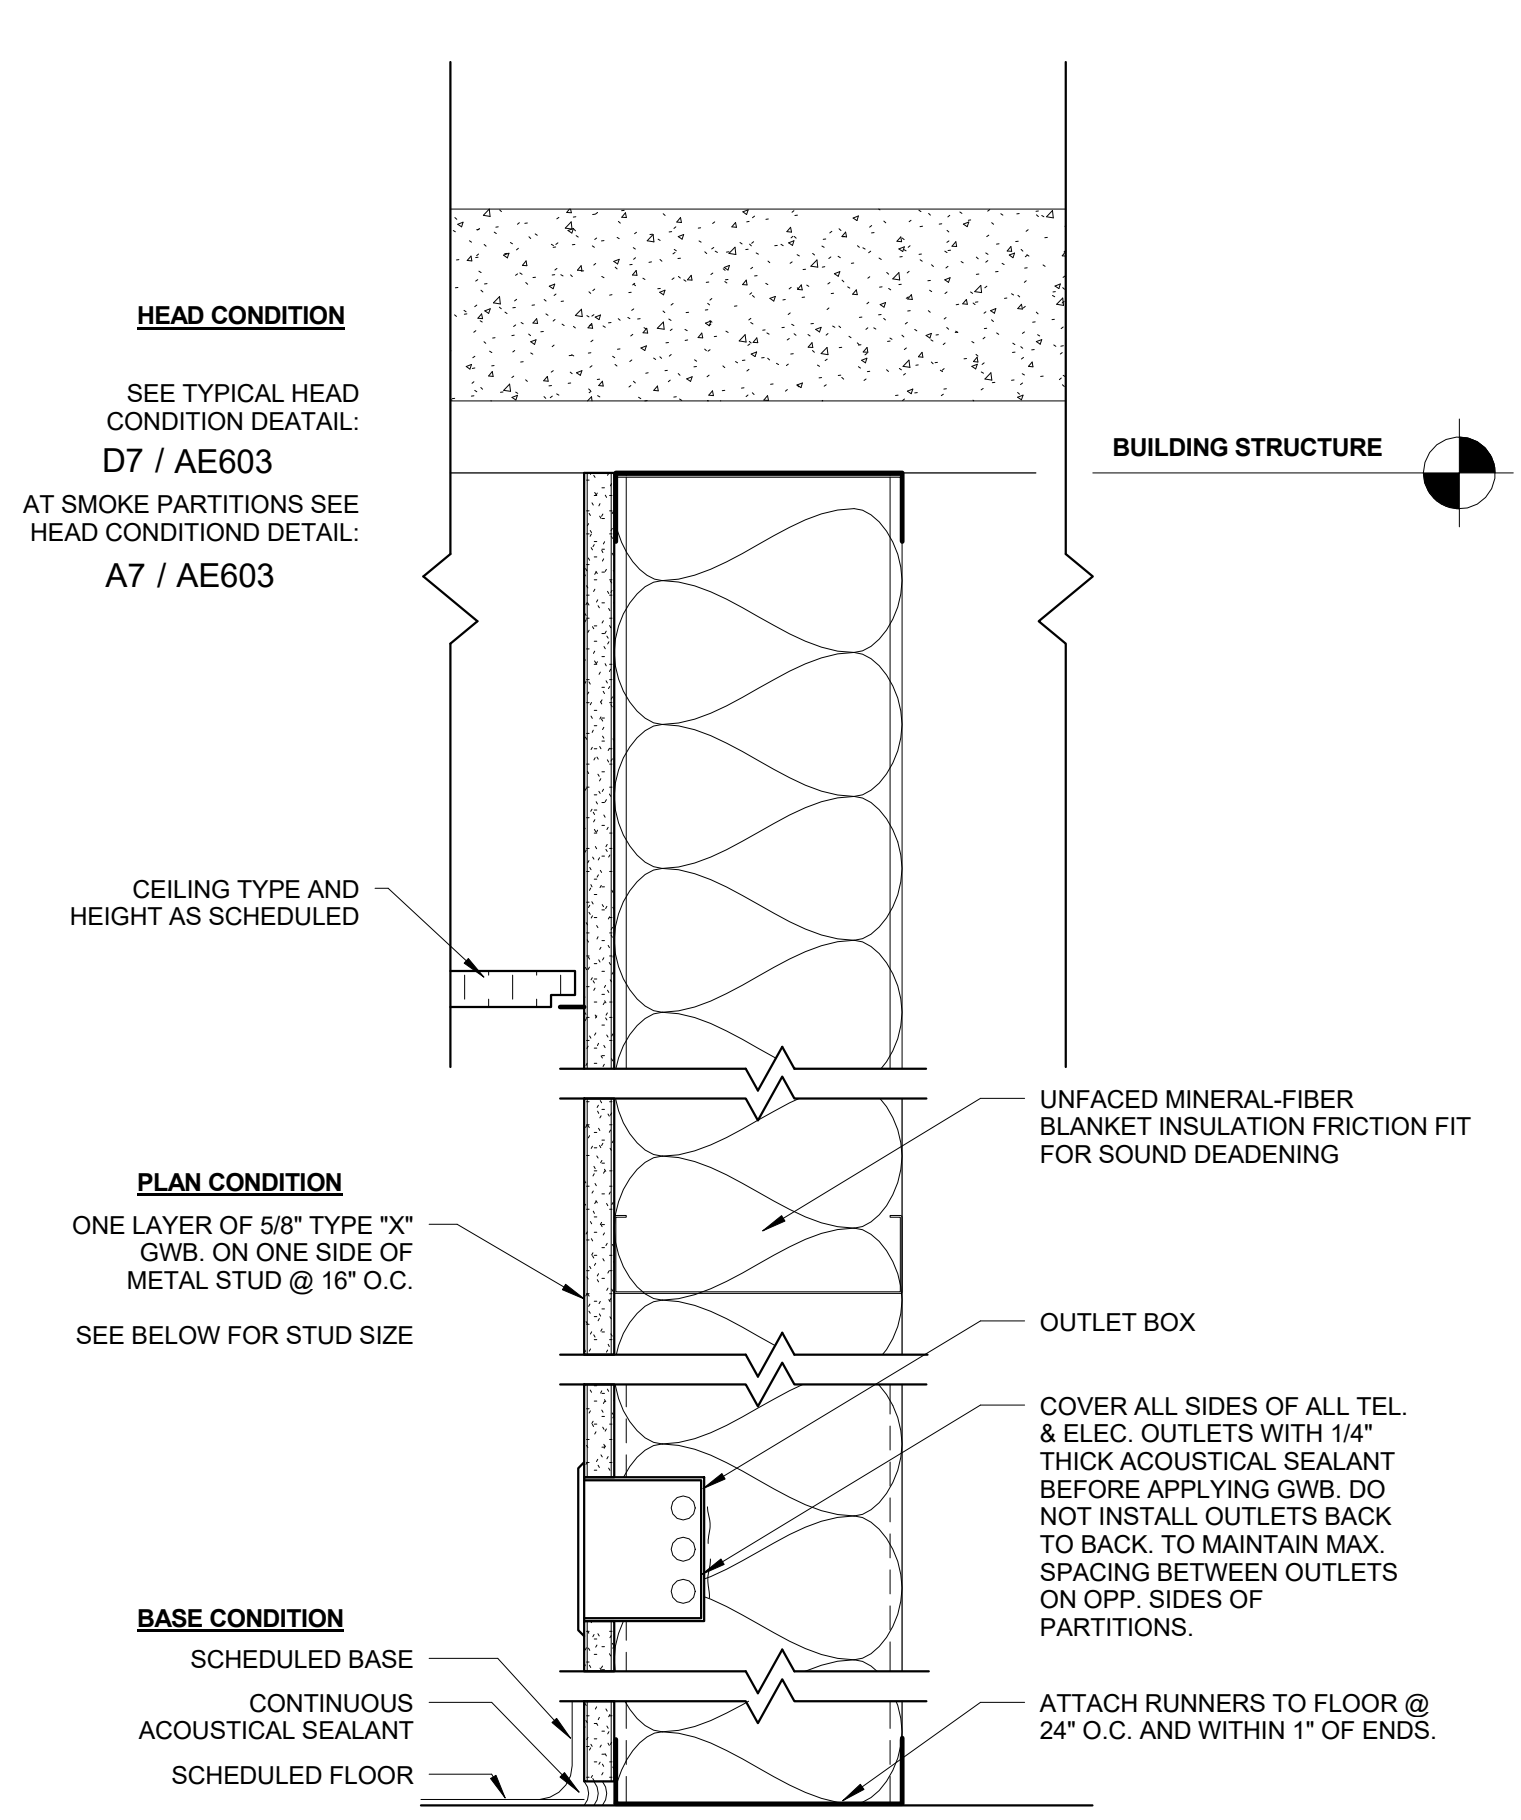 HEAD CONDITION
SEE TYPICAL HEAD
CONDITION DEATAIL:
D7 / AE603
AT SMOKE PARTITIONS SEE
HEAD CONDITIOND DETAIL:
A7 / AE603
BUILDING STRUCTURE
CEILING TYPE AND
HEIGHT AS SCHEDULED
UNFACED MINERAL-FIBER
BLANKET INSULATION FRICTION FIT
FOR SOUND DEADENING
PLAN CONDITION
ONE LAYER OF 5/8" TYPE "X"
GWB. ON ONE SIDE OF
METAL STUD @ 16" O.C.
SEE BELOW FOR STUD SIZE
OUTLET BOX
COVER ALL SIDES OF ALL TEL.
& ELEC. OUTLETS WITH 1/4"
THICK ACOUSTICAL SEALANT
BEFORE APPLYING GWB. DO
NOT INSTALL OUTLETS BACK
TO BACK. TO MAINTAIN MAX.
SPACING BETWEEN OUTLETS
ON OPP. SIDES OF
PARTITIONS.
BASE CONDITION
SCHEDULED BASE
CONTINUOUS
ACOUSTICAL SEALANT
SCHEDULED FLOOR
ATTACH RUNNERS TO FLOOR @
24" O.C. AND WITHIN 1" OF ENDS.